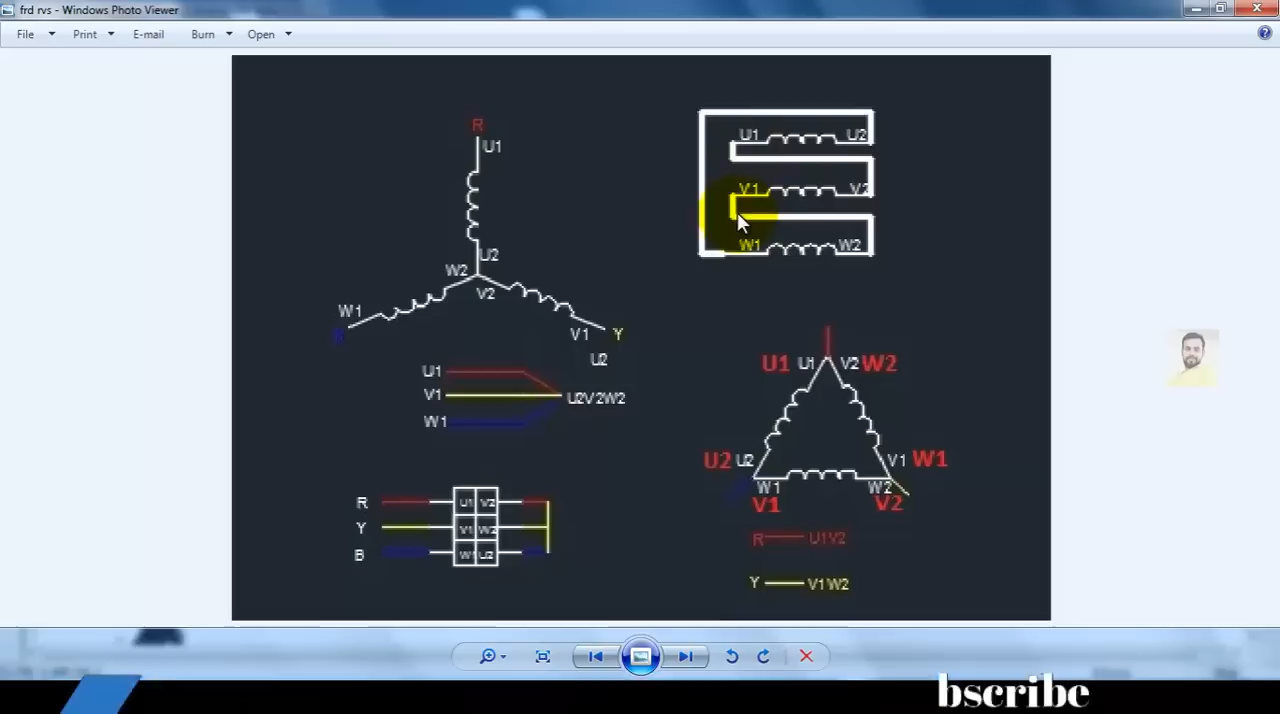 frd rvs - Windows Photo Viewer
File Print E-mail Burn Open
R
U1
U2
W2
V2
W1
B
V1 Y
U2
U1
V1
W1
U2V2W2
R U1 V2
Y V1 W2
B W1 U2
U1 U2
V1 V2
W1 W2
U1 U1 V2 W2
U2 U2 V1 W1
W1 W2
V1 V2
R U1V2
Y V1W2
bscribe